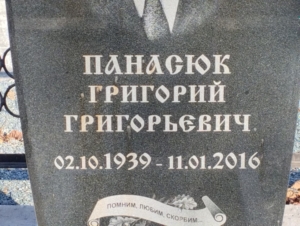 ПАНАСЮК
ГРИГОРИЙ
ГРИГОРЬЕВИЧ
02.10.1939 - 11.01.2016
ПОМНИМ, ЛЮБИМ, СКОРБИМ...